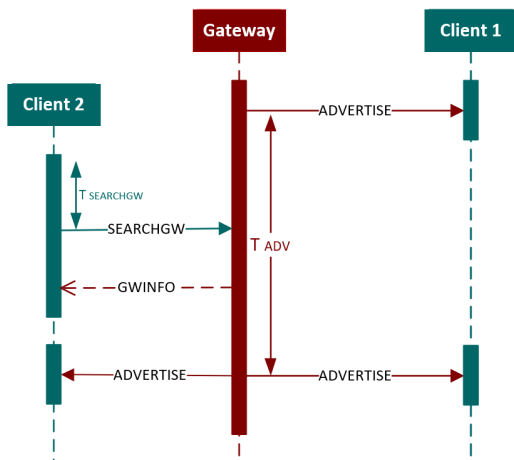 Gateway
Client 1
Client 2
ADVERTISE
T SEARCHGW
SEARCHGW
T ADV
GWINFO
ADVERTISE
ADVERTISE